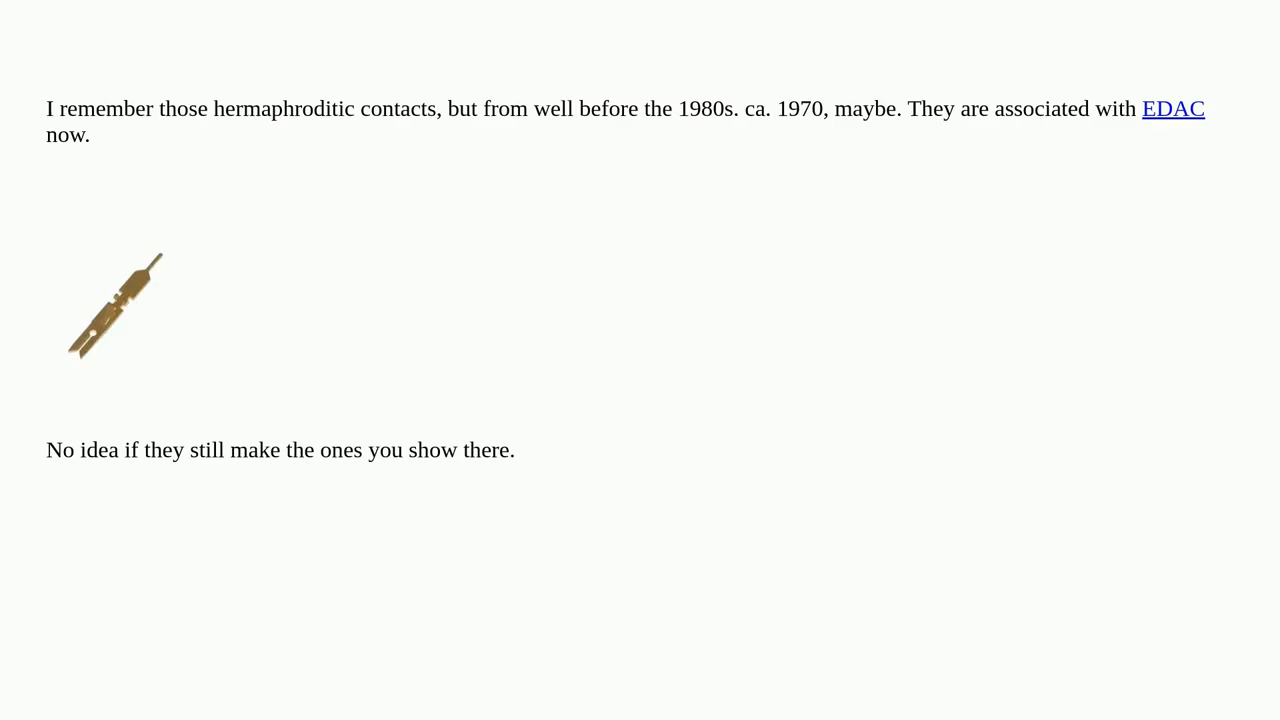 I remember those hermaphroditic contacts, but from well before the 1980s. ca. 1970, maybe. They are associated with EDAC
now.
No idea if they still make the ones you show there.